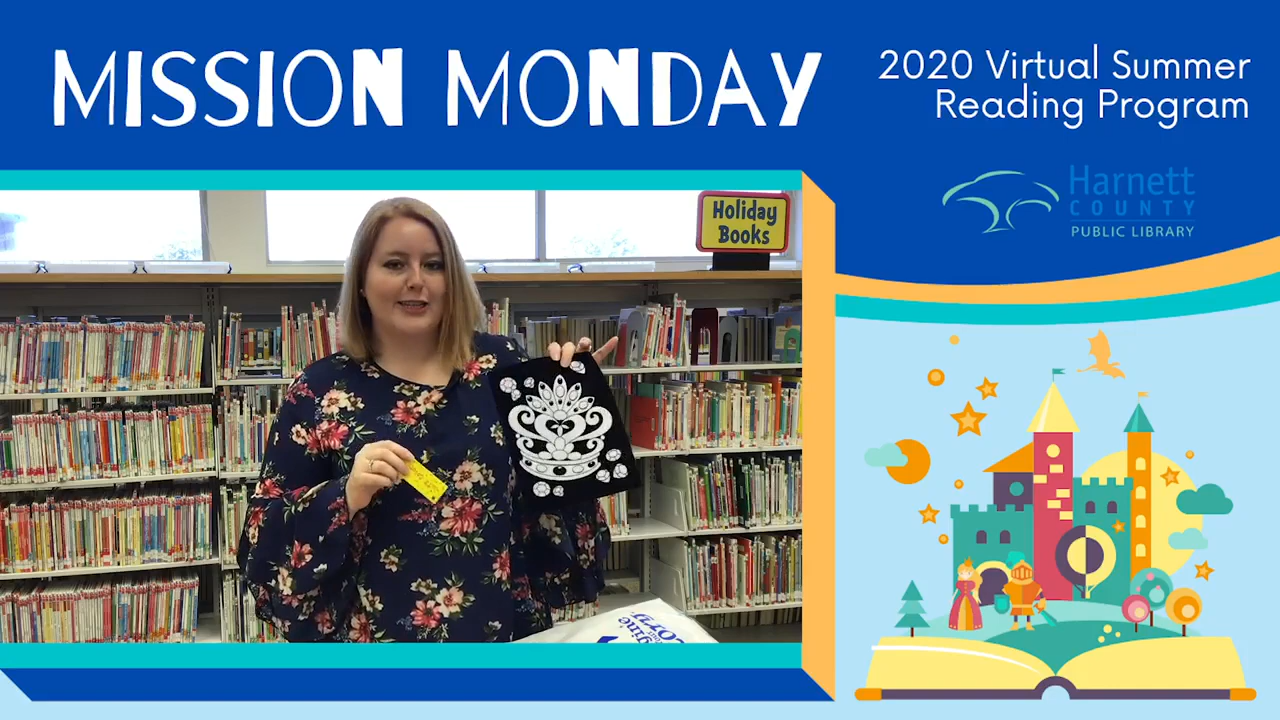 MISSION MONDAY
2020 Virtual Summer
Reading Program
Harnett
COUNTY
PUBLIC LIBRARY
Holiday
Books